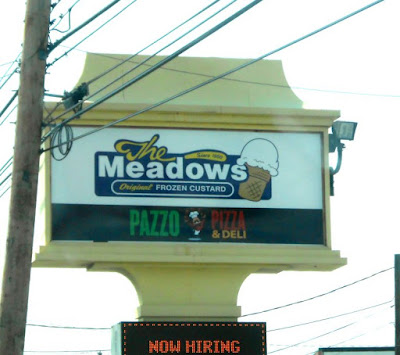 The
Meadows
Original FROZEN CUSTARD
PAZZO PIZZA
& DELI
NOW HIRING